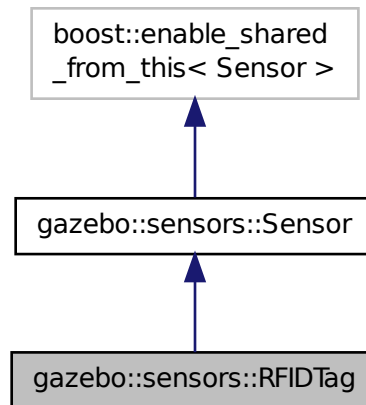 boost::enable_shared
_from_this< Sensor >
gazebo::sensors::Sensor
gazebo::sensors::RFIDTag